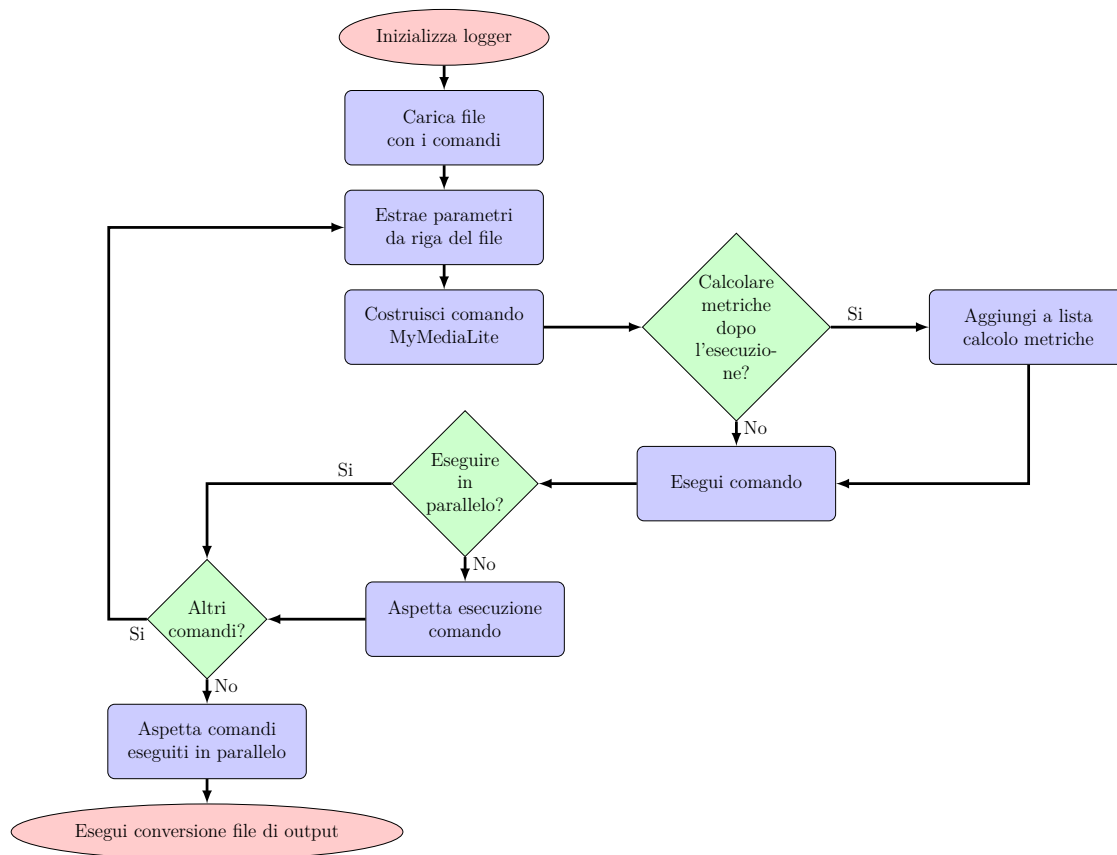 Inizializza logger
Carica file
con i comandi
Estrae parametri
da riga del file
Costruisci comando
MyMediaLite
Calcolare
metriche
dopo
l'esecuzio-
ne?
Si
Aggiungi a lista
calcolo metriche
No
Esegui comando
Eseguire
in
parallelo?
Si
No
Aspetta esecuzione
comando
Altri
comandi?
Si
No
Aspetta comandi
eseguiti in parallelo
Esegui conversione file di output